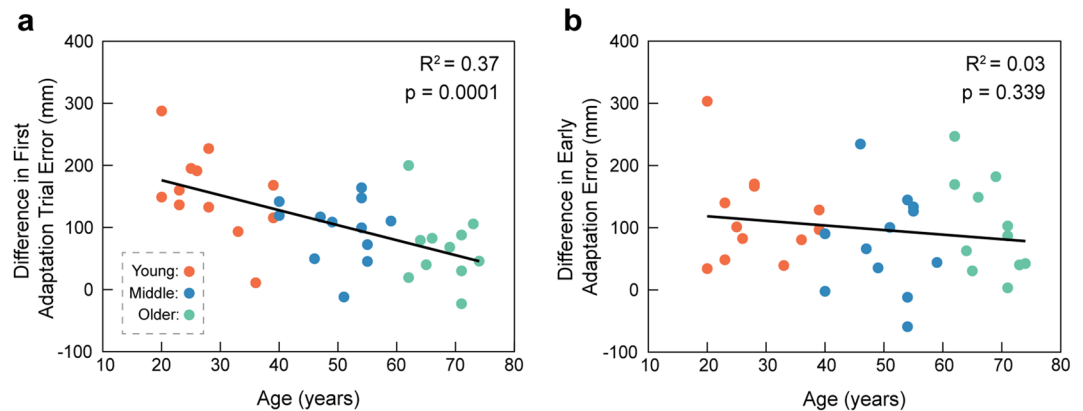 a
Difference in First
Adaptation Trial Error (mm)
400
300
200
100
0
-100
R² = 0.37
p = 0.0001
Young:
Middle:
Older:
10 20 30 40 50 60 70 80
Age (years)
b
Difference in Early
Adaptation Error (mm)
400
300
200
100
0
-100
R² = 0.03
p = 0.339
10 20 30 40 50 60 70 80
Age (years)